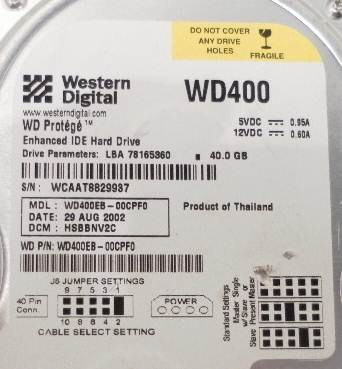 DO NOT COVER
ANY DRIVE
HOLES
FRAGILE
Western
Digital
WD400
www.westerndigital.com
WD Protégé™
Enhanced IDE Hard Drive
5VDC 0.95A
12VDC 0.60A
Drive Parameters: LBA 78165360 ▪ 40.0 GB
S/N: WCAAT8829937
MDL: WD400EB-00CPF0
DATE: 29 AUG 2002
DCM: HSBBNV2C
Product of Thailand
WD P/N: WD400EB-00CPF0
J8 JUMPER SETTINGS
9 7 5 3 1
40 Pin
Conn.
10 8 6 4 2
CABLE SELECT SETTING
POWER
Standard Settings
Master Single
or
w/Slave
Slave Present Master